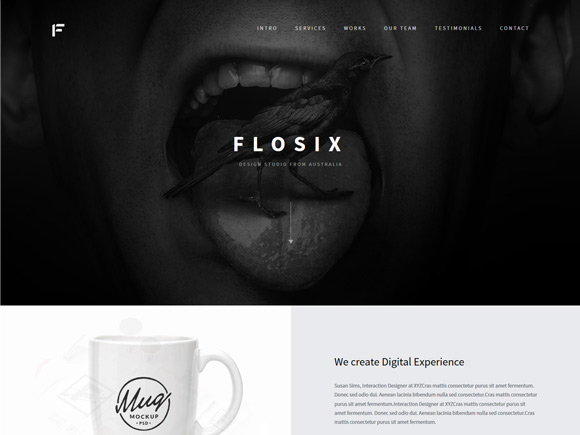 F
INTRO SERVICES WORKS OUR TEAM TESTIMONIALS CONTACT
FLOSIX
DESIGN STUDIO FROM AUSTRALIA
Mug
MOCKUP
• PSD •
We create Digital Experience
Susan Sims, Interaction Designer at XYZCras mattis consectetur purus sit amet fermentum.
Donec sed odio dui. Aenean lacinia bibendum nulla sed consectetur.Cras mattis consectetur
purus sit amet fermentum.Interaction Designer at XYZCras mattis consectetur purus sit
amet fermentum. Donec sed odio dui. Aenean lacinia bibendum nulla sed consectetur.Cras
mattis consectetur purus sit amet fermentum.